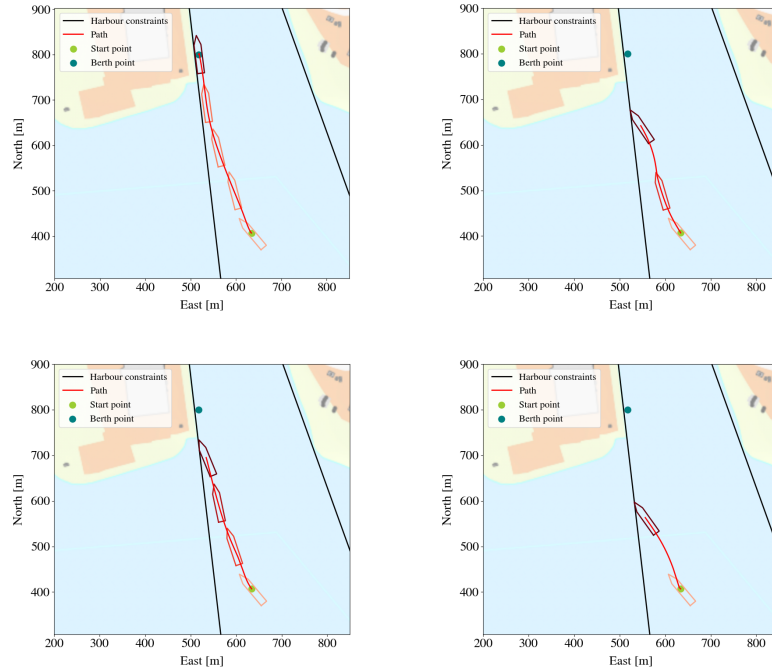 900
800
700
600
500
400
North [m]
200 300 400 500 600 700 800
East [m]
Harbour constraints
Path
Start point
Berth point
900
800
700
600
500
400
North [m]
200 300 400 500 600 700 800
East [m]
Harbour constraints
Path
Start point
Berth point
900
800
700
600
500
400
North [m]
200 300 400 500 600 700 800
East [m]
Harbour constraints
Path
Start point
Berth point
900
800
700
600
500
400
North [m]
200 300 400 500 600 700 800
East [m]
Harbour constraints
Path
Start point
Berth point